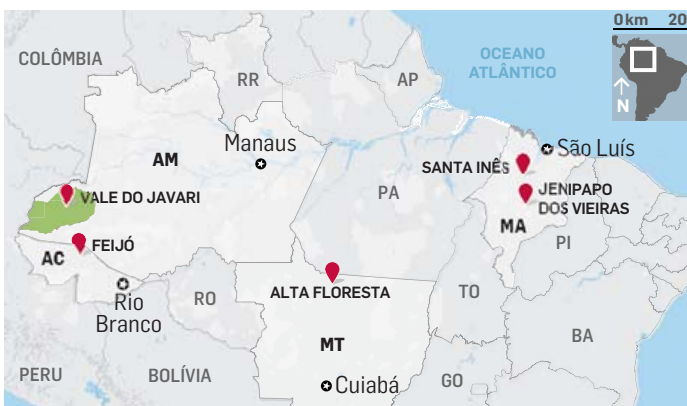 0 km 20
COLÔMBIA
OCEANO
ATLÂNTICO
N
RR
AP
Manaus
AM
São Luís
SANTA INÊS
VALE DO JAVARI
PA
JENIPAPO
DOS VIEIRAS
MA
PI
FEIJÓ
AC
Rio
Branco
RO
ALTA FLORESTA
TO
MT
BA
PERU
BOLÍVIA
Cuiabá
GO